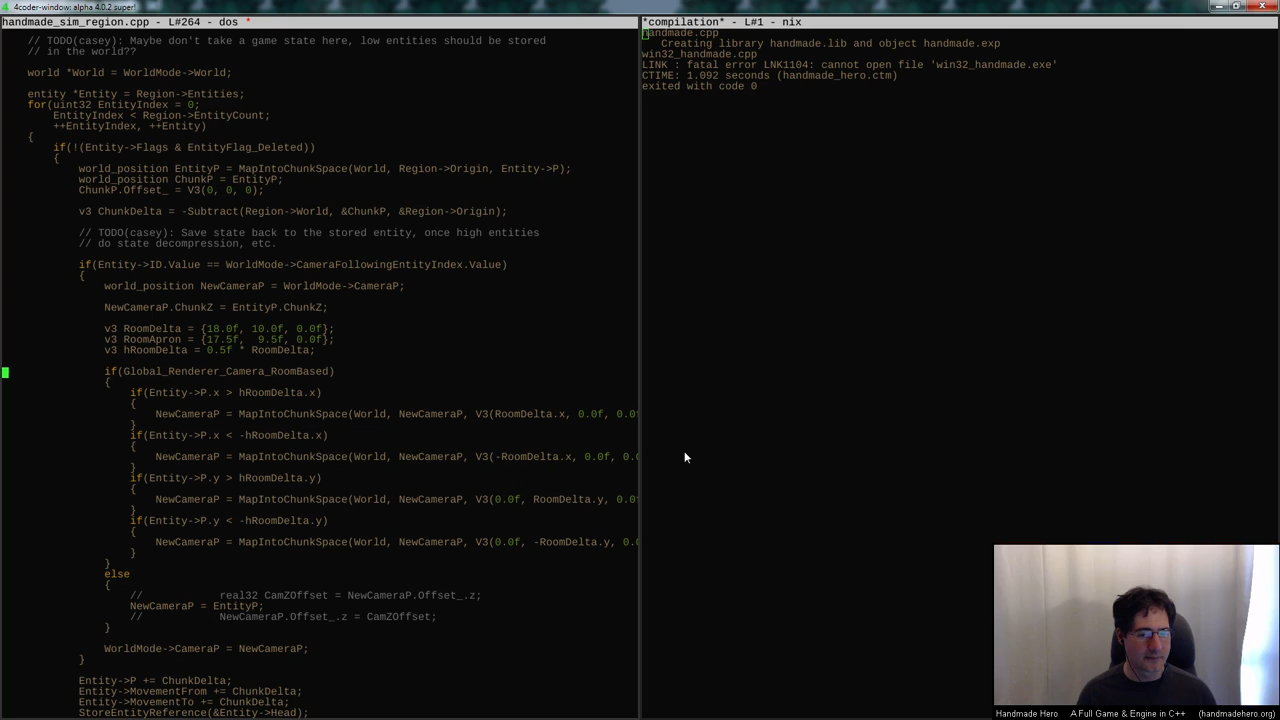 4coder-window: alpha 4.0.2 super!
handmade_sim_region.cpp - L#264 - dos *
// TODO(casey): Maybe don't take a game state here, low entities should be stored
// in the world??
world *World = WorldMode->World;
entity *Entity = Region->Entities;
for(uint32 EntityIndex = 0;
EntityIndex < Region->EntityCount;
++EntityIndex, ++Entity)
{
if(!(Entity->Flags & EntityFlag_Deleted))
{
world_position EntityP = MapIntoChunkSpace(World, Region->Origin, Entity->P);
world_position ChunkP = EntityP;
ChunkP.Offset_ = V3(0, 0, 0);
v3 ChunkDelta = -Subtract(Region->World, &ChunkP, &Region->Origin);
// TODO(casey): Save state back to the stored entity, once high entities
// do state decompression, etc.
if(Entity->ID.Value == WorldMode->CameraFollowingEntityIndex.Value)
{
world_position NewCameraP = WorldMode->CameraP;
NewCameraP.ChunkZ = EntityP.ChunkZ;
v3 RoomDelta = {18.0f, 10.0f, 0.0f};
v3 RoomApron = {17.5f,  9.5f, 0.0f};
v3 hRoomDelta = 0.5f * RoomDelta;
if(Global_Renderer_Camera_RoomBased)
{
if(Entity->P.x > hRoomDelta.x)
{
NewCameraP = MapIntoChunkSpace(World, NewCameraP, V3(RoomDelta.x, 0.0f, 0.0f
}
if(Entity->P.x < -hRoomDelta.x)
{
NewCameraP = MapIntoChunkSpace(World, NewCameraP, V3(-RoomDelta.x, 0.0f, 0.0
}
if(Entity->P.y > hRoomDelta.y)
{
NewCameraP = MapIntoChunkSpace(World, NewCameraP, V3(0.0f, RoomDelta.y, 0.0f
}
if(Entity->P.y < -hRoomDelta.y)
{
NewCameraP = MapIntoChunkSpace(World, NewCameraP, V3(0.0f, -RoomDelta.y, 0.0
}
}
else
{
//            real32 CamZOffset = NewCameraP.Offset_.z;
NewCameraP = EntityP;
//            NewCameraP.Offset_.z = CamZOffset;
}
WorldMode->CameraP = NewCameraP;
}
Entity->P += ChunkDelta;
Entity->MovementFrom += ChunkDelta;
Entity->MovementTo += ChunkDelta;
StoreEntityReference(&Entity->Head);
*compilation* - L#1 - nix
handmade.cpp
Creating library handmade.lib and object handmade.exp
win32_handmade.cpp
LINK : fatal error LNK1104: cannot open file 'win32_handmade.exe'
CTIME: 1.092 seconds (handmade_hero.ctm)
exited with code 0
Handmade Hero A Full Game & Engine in C++ (handmadehero.org)